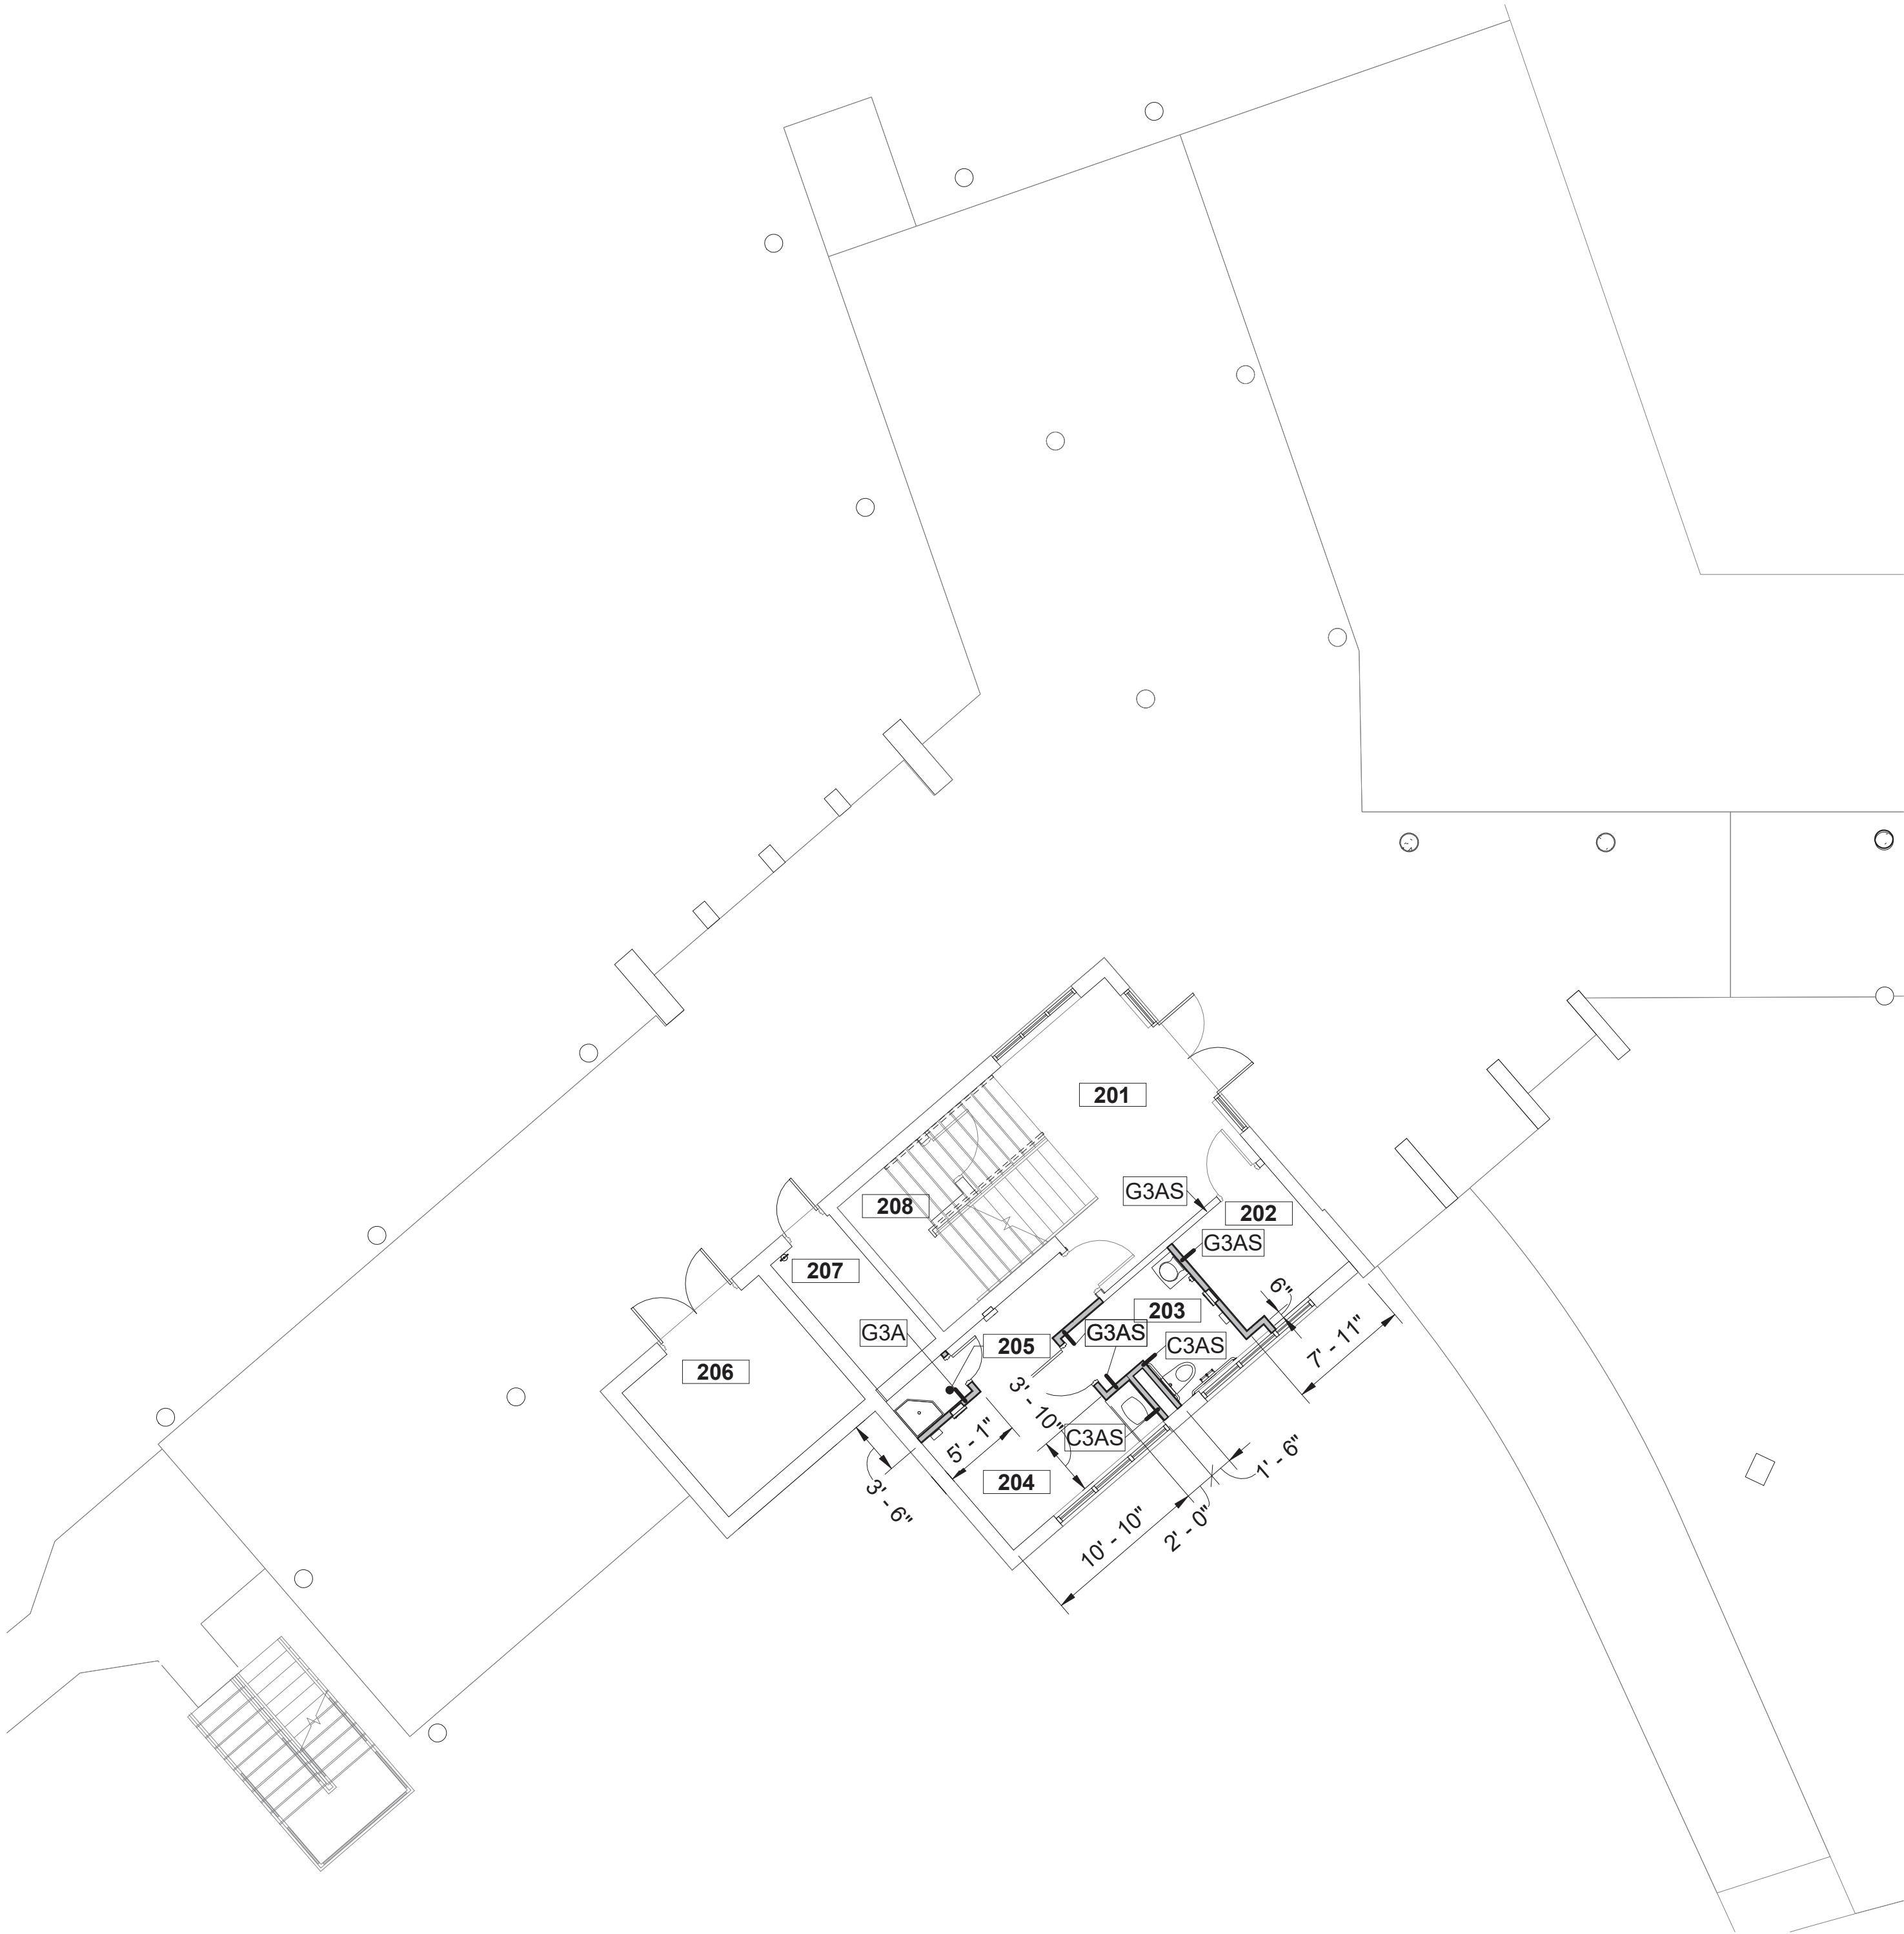 201
G3AS
208
202
G3AS
207
6"
203
G3A
205
G3AS
C3AS
7' - 11"
206
3' - 10"
5' - 1"
C3AS
1' - 6"
204
3' - 6"
10' - 10"
2' - 0"